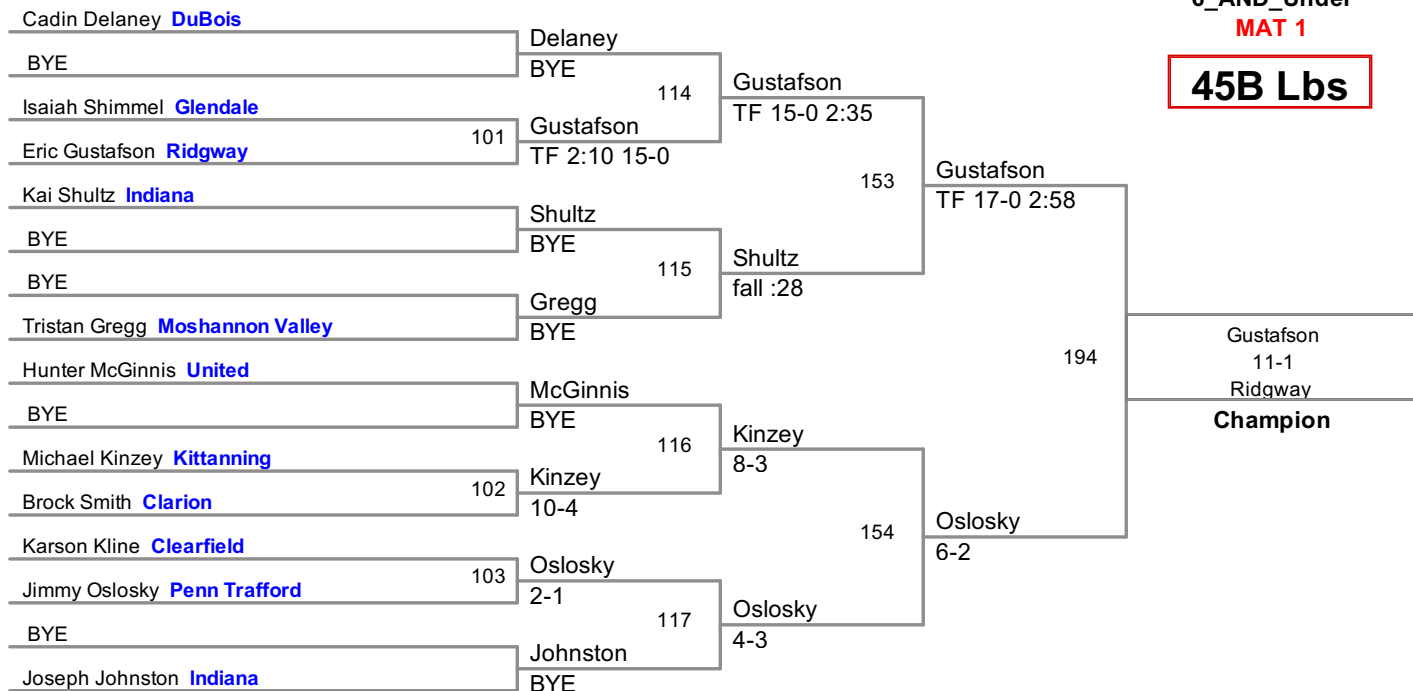 6_AND_Under
MAT 1
45B Lbs
Cadin Delaney DuBois
BYE
Isaiah Shimmel Glendale
Eric Gustafson Ridgway
Kai Shultz Indiana
BYE
BYE
Tristan Gregg Moshannon Valley
Hunter McGinnis United
BYE
Michael Kinzey Kittanning
Brock Smith Clarion
Karson Kline Clearfield
Jimmy Oslosky Penn Trafford
BYE
Joseph Johnston Indiana
101
102
103
Delaney
BYE
Gustafson
TF 2:10 15-0
Shultz
BYE
Gregg
BYE
McGinnis
BYE
Kinzey
10-4
Oslosky
2-1
Johnston
BYE
114
115
116
117
Gustafson
TF 15-0 2:35
Shultz
fall :28
Kinzey
8-3
Oslosky
4-3
153
154
Gustafson
TF 17-0 2:58
Oslosky
6-2
194
Gustafson
11-1
Ridgway
Champion